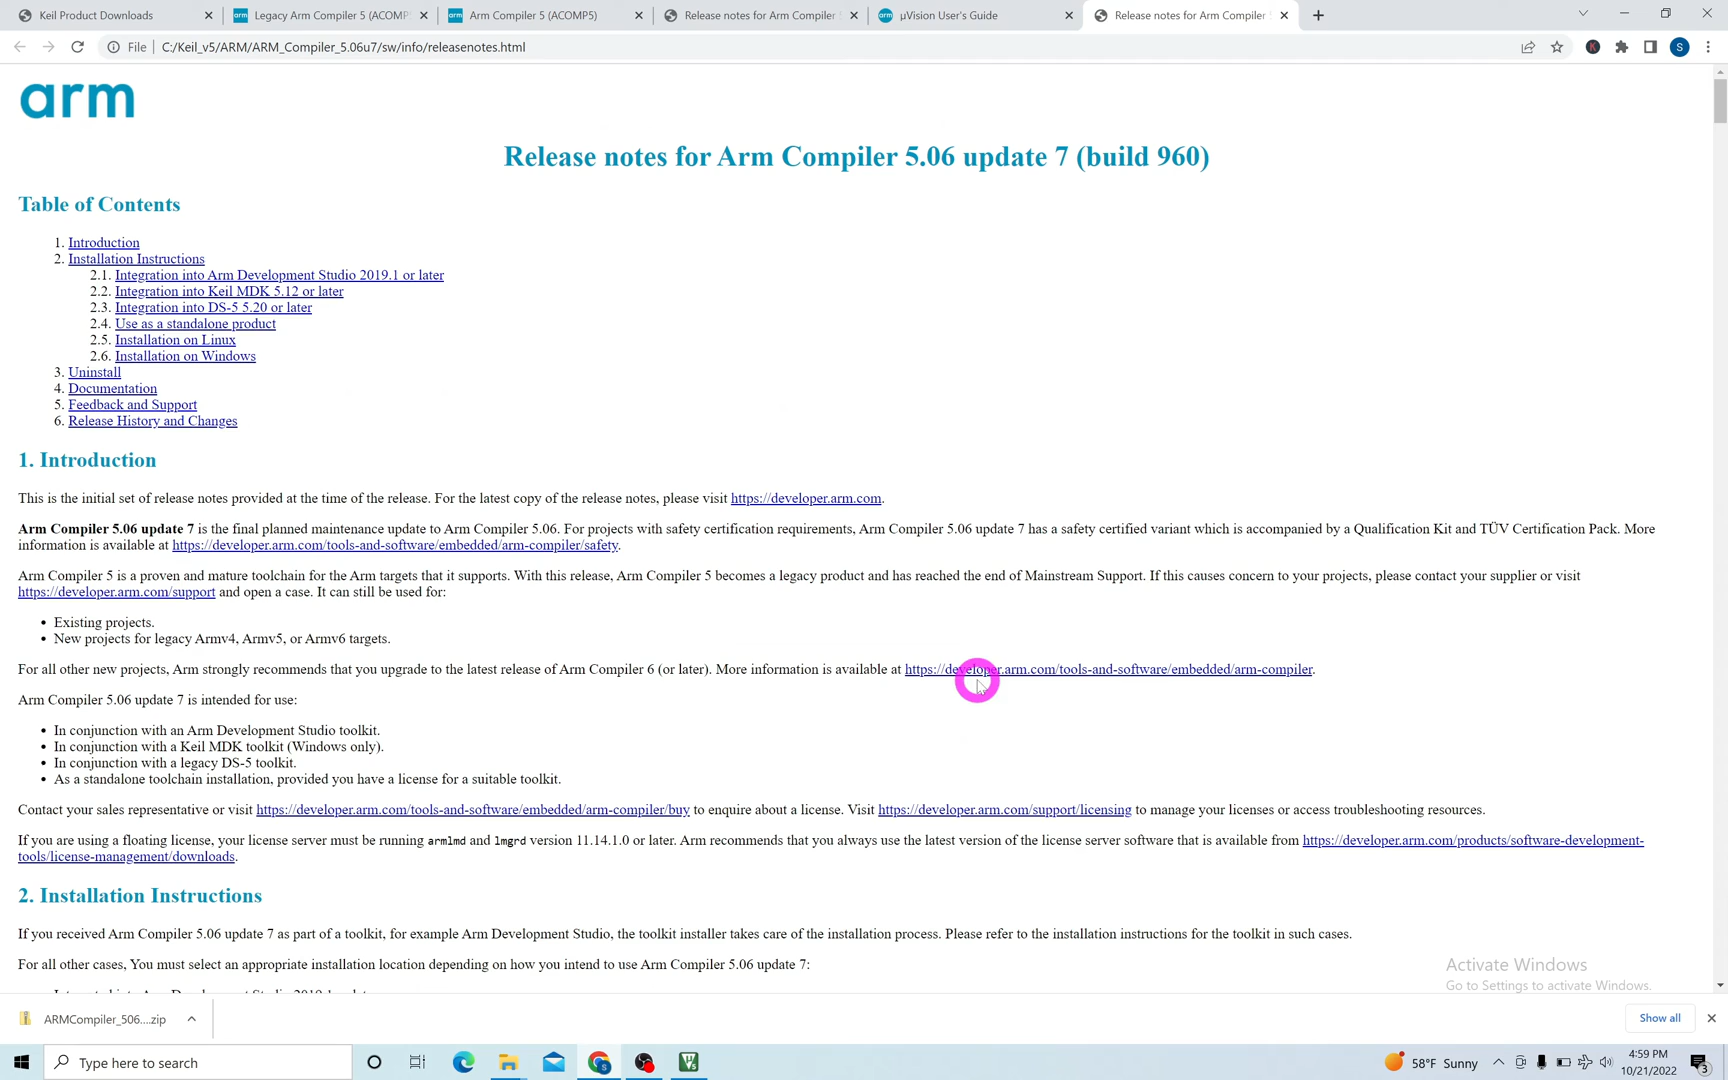 Keil Product Downloads
Legacy Arm Compiler 5 (ACOMP
Arm Compiler 5 (ACOMP5)
Release notes for Arm Compiler
µVision User's Guide
Release notes for Arm Compiler
File | C:/Keil_v5/ARM/ARM_Compiler_5.06u7/sw/info/releasenotes.html
K
S
arm
Release notes for Arm Compiler 5.06 update 7 (build 960)
Table of Contents
1. Introduction
2. Installation Instructions
2.1. Integration into Arm Development Studio 2019.1 or later
2.2. Integration into Keil MDK 5.12 or later
2.3. Integration into DS-5 5.20 or later
2.4. Use as a standalone product
2.5. Installation on Linux
2.6. Installation on Windows
3. Uninstall
4. Documentation
5. Feedback and Support
6. Release History and Changes
1. Introduction
This is the initial set of release notes provided at the time of the release. For the latest copy of the release notes, please visit https://developer.arm.com.
Arm Compiler 5.06 update 7 is the final planned maintenance update to Arm Compiler 5.06. For projects with safety certification requirements, Arm Compiler 5.06 update 7 has a safety certified variant which is accompanied by a Qualification Kit and TÜV Certification Pack. More
information is available at https://developer.arm.com/tools-and-software/embedded/arm-compiler/safety.
Arm Compiler 5 is a proven and mature toolchain for the Arm targets that it supports. With this release, Arm Compiler 5 becomes a legacy product and has reached the end of Mainstream Support. If this causes concern to your projects, please contact your supplier or visit
https://developer.arm.com/support and open a case. It can still be used for:
• Existing projects.
• New projects for legacy Armv4, Armv5, or Armv6 targets.
For all other new projects, Arm strongly recommends that you upgrade to the latest release of Arm Compiler 6 (or later). More information is available at https://developer.arm.com/tools-and-software/embedded/arm-compiler.
Arm Compiler 5.06 update 7 is intended for use:
• In conjunction with an Arm Development Studio toolkit.
• In conjunction with a Keil MDK toolkit (Windows only).
• In conjunction with a legacy DS-5 toolkit.
• As a standalone toolchain installation, provided you have a license for a suitable toolkit.
Contact your sales representative or visit https://developer.arm.com/tools-and-software/embedded/arm-compiler/buy to enquire about a license. Visit https://developer.arm.com/support/licensing to manage your licenses or access troubleshooting resources.
If you are using a floating license, your license server must be running armlmd and lmgrd version 11.14.1.0 or later. Arm recommends that you always use the latest version of the license server software that is available from https://developer.arm.com/products/software-development-
tools/license-management/downloads.
2. Installation Instructions
If you received Arm Compiler 5.06 update 7 as part of a toolkit, for example Arm Development Studio, the toolkit installer takes care of the installation process. Please refer to the installation instructions for the toolkit in such cases.
For all other cases, You must select an appropriate installation location depending on how you intend to use Arm Compiler 5.06 update 7:
Activate Windows
Go to Settings to activate Windows.
ARMCompiler_506....zip
Show all
Type here to search
58°F Sunny
4:59 PM
10/21/2022
3